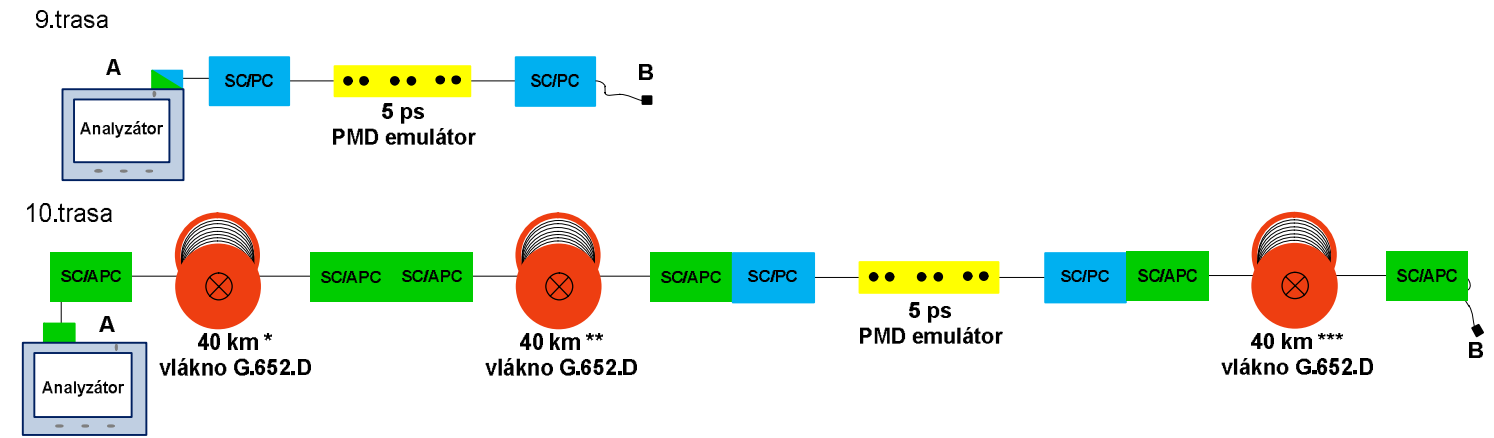 9.trasa
A
SC/PC
SC/PC
B
Analyzátor
5 ps
PMD emulátor
10.trasa
SC/APC
SC/APC
SC/APC
SC/APC
SC/PC
SC/PC
SC/APC
SC/APC
A
5 ps
PMD emulátor
40 km *
vlákno G.652.D
40 km **
vlákno G.652.D
40 km ***
vlákno G.652.D
B
Analyzátor